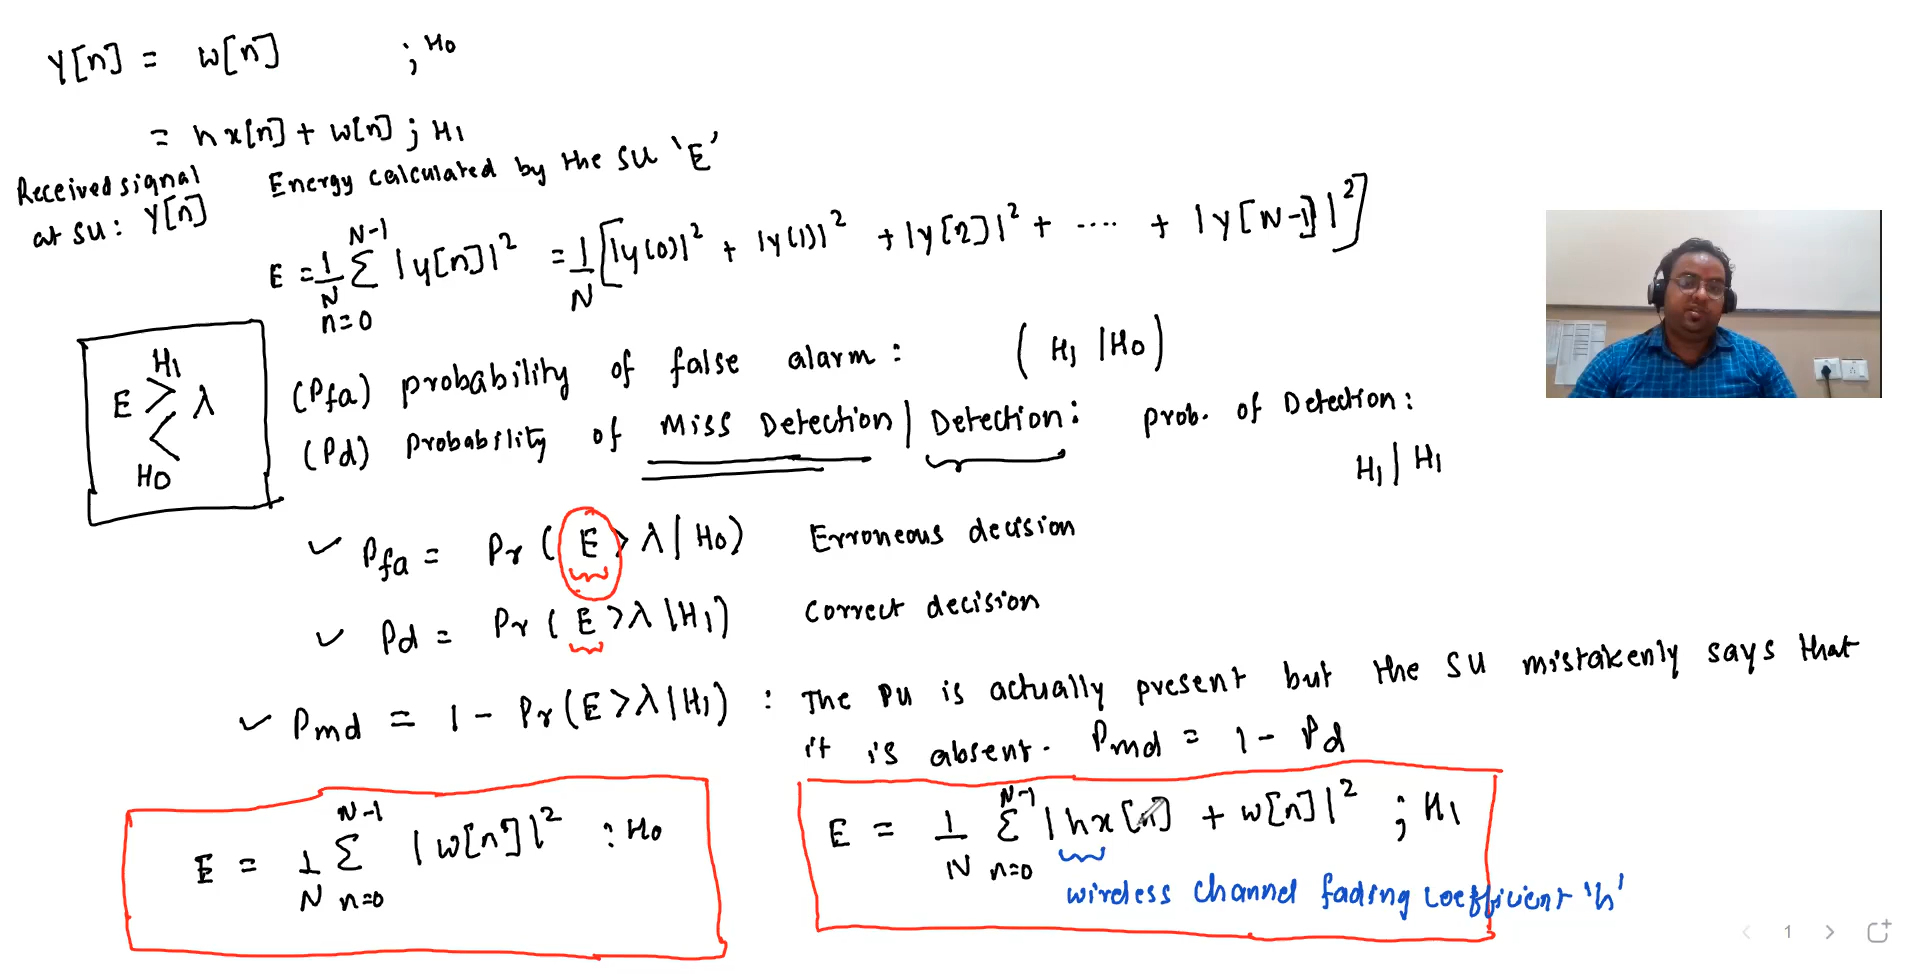 Y[n] = w[n] ; H0
= h x[n] + w[n] ; H1
Received signal at SU: Y[n]
Energy calculated by the SU 'E'
E = 1/N Σ_{n=0}^{N-1} |y[n]|² = 1/N [|y(0)|² + |y(1)|² + |y[2]|² + .... + |y[N-1]|²]
E > λ H1
< H0
(Pfa) probability of false alarm : (H1 | H0)
(Pd) Probability of Miss Detection | Detection : prob. of Detection :
H1 | H1
✓ Pfa = Pr (E > λ | H0) Erroneous decision
✓ Pd = Pr (E > λ | H1) Correct decision
✓ Pmd = 1 - Pr (E > λ | H1) : The PU is actually present but the SU mistakenly says that
it is absent. Pmd = 1 - Pd
E = 1/N Σ_{n=0}^{N-1} |w[n]|² : H0
E = 1/N Σ_{n=0}^{N-1} |hx[n] + w[n]|² ; H1
wireless channel fading coefficient 'h'
1